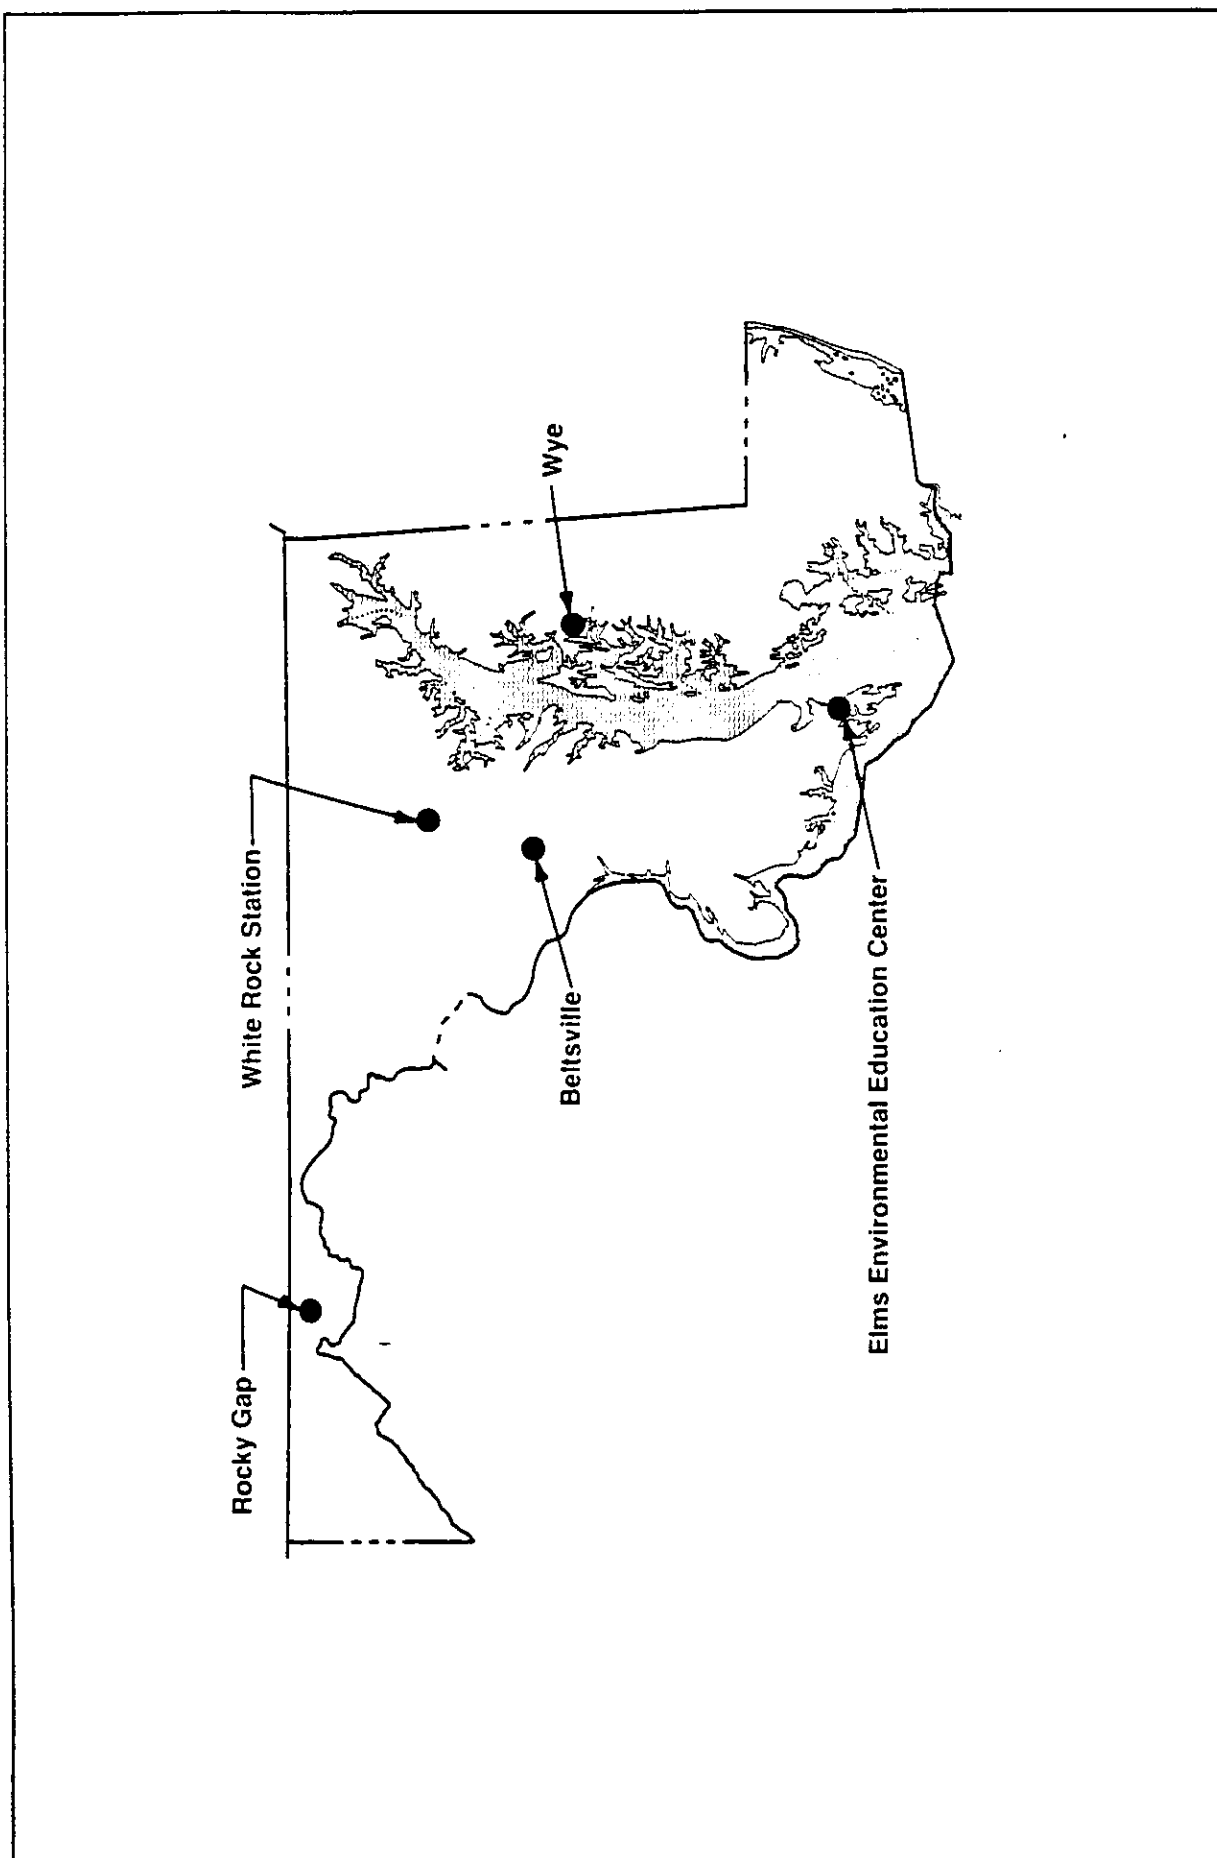 Rocky Gap
White Rock Station
Wye
Beltsville
Elms Environmental Education Center